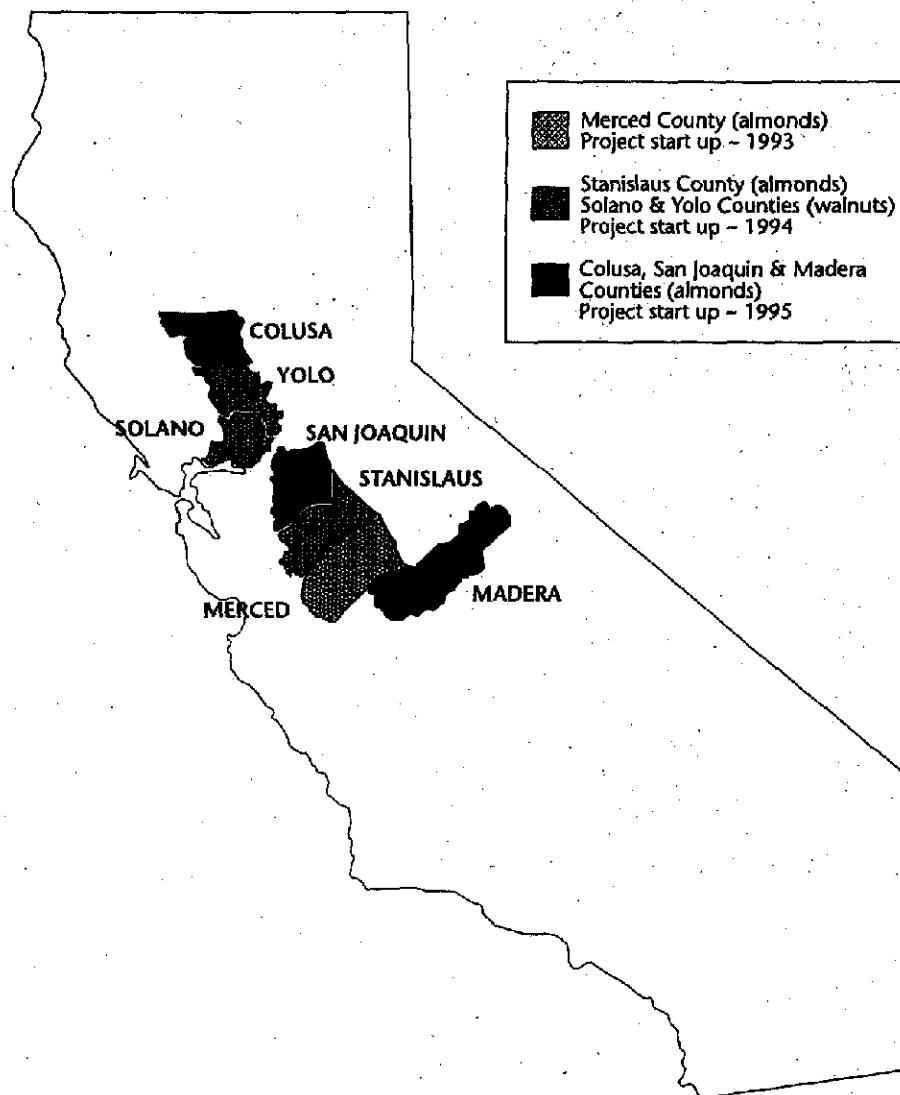 Merced County (almonds)
Project start up – 1993
Stanislaus County (almonds)
Solano & Yolo Counties (walnuts)
Project start up – 1994
Colusa, San Joaquin & Madera
Counties (almonds)
Project start up – 1995
COLUSA
YOLO
SOLANO
SAN JOAQUIN
STANISLAUS
MERCED
MADERA